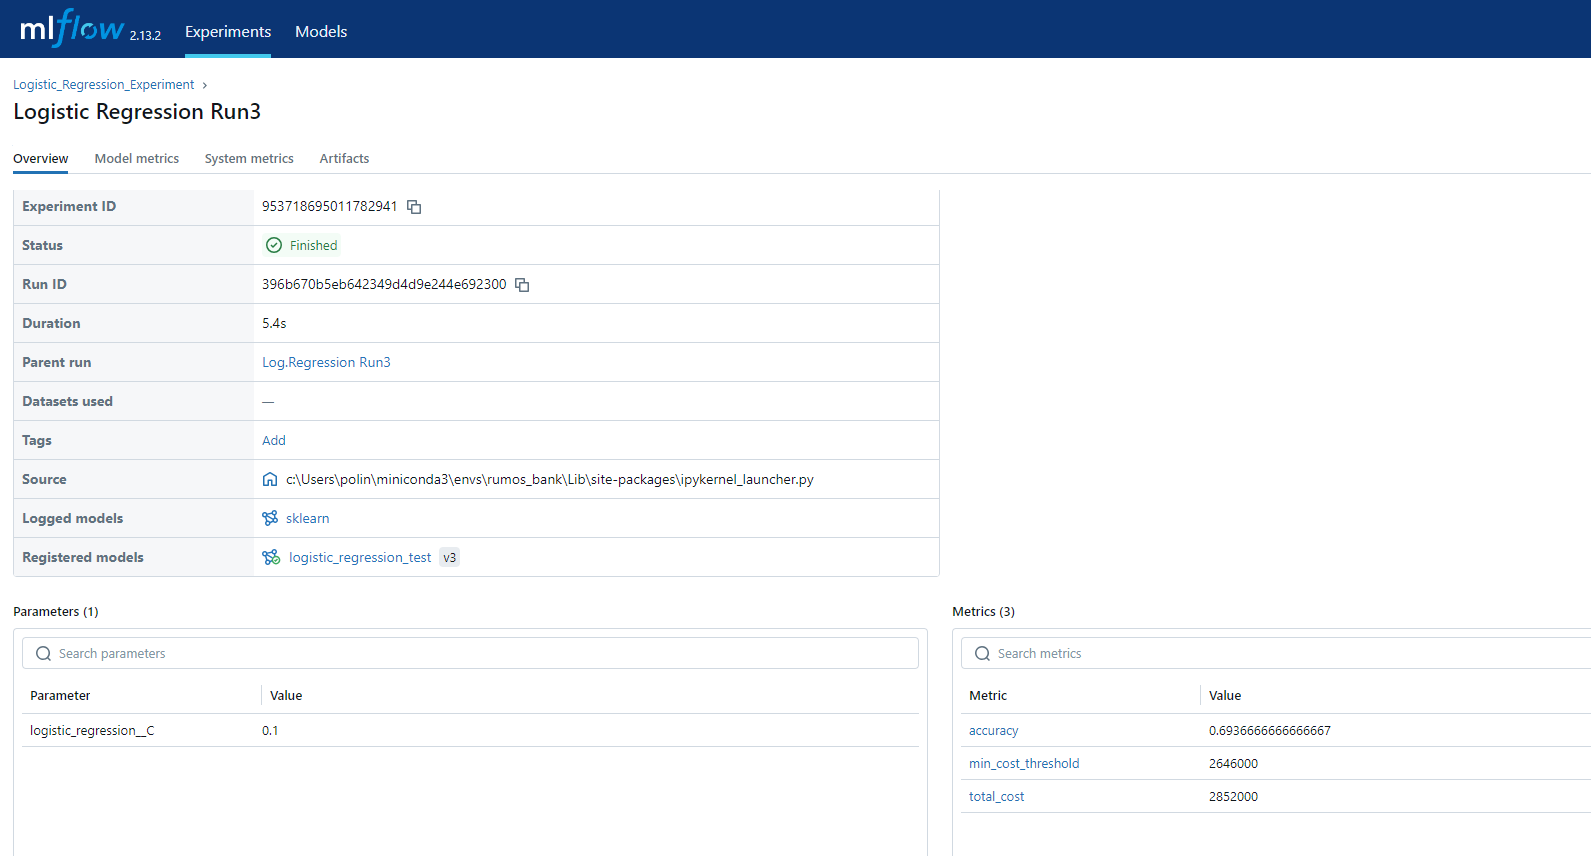 mlflow 2.13.2 Experiments Models
Logistic_Regression_Experiment ›
Logistic Regression Run3
Overview Model metrics System metrics Artifacts
Experiment ID 953718695011782941
Status Finished
Run ID 396b670b5eb642349d4d9e244e692300
Duration 5.4s
Parent run Log.Regression Run3
Datasets used —
Tags Add
Source c:\Users\polin\miniconda3\envs\rumos_bank\Lib\site-packages\ipykernel_launcher.py
Logged models sklearn
Registered models logistic_regression_test v3
Parameters (1)
Search parameters
Parameter Value
logistic_regression__C 0.1
Metrics (3)
Search metrics
Metric Value
accuracy 0.6936666666666667
min_cost_threshold 2646000
total_cost 2852000